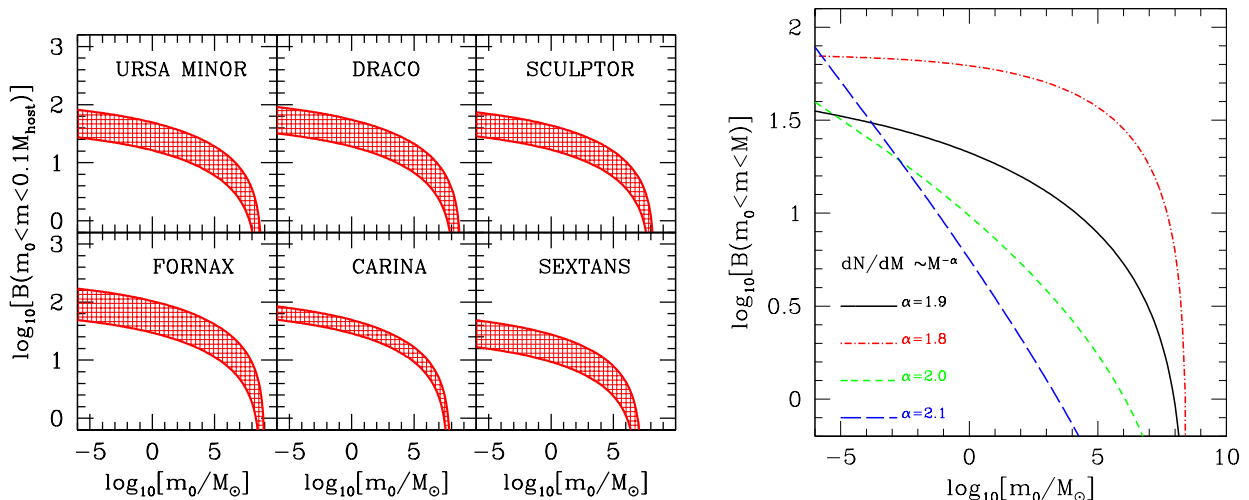 log₁₀[B(m₀<m<0.1M_host)]
3
2
1
0
URSA MINOR
DRACO
SCULPTOR
3
2
1
0
FORNAX
CARINA
SEXTANS
−5 0 5
−5 0 5
−5 0 5
log₁₀[m₀/M☉]
log₁₀[m₀/M☉]
log₁₀[m₀/M☉]
log₁₀[B(m₀<m<M)]
2
1.5
1
0.5
0
dN/dM ~M^−α
α=1.9
α=1.8
α=2.0
α=2.1
−5 0 5 10
log₁₀[m₀/M☉]